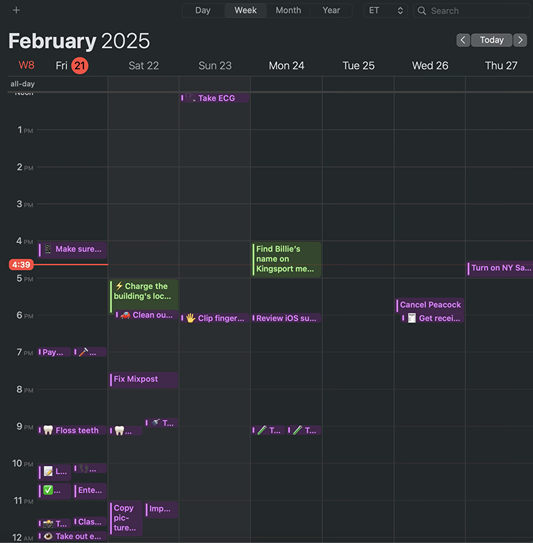 Day Week Month Year ET Search
February 2025
Today
W8 Fri 21 Sat 22 Sun 23 Mon 24 Tue 25 Wed 26 Thu 27
all-day
Noon
Take ECG
1 PM
2 PM
3 PM
4 PM
Make sure...
Find Billie's
name on
Kingsport me...
4:39
Turn on NY Sa...
5 PM
⚡ Charge the
building's loc...
Cancel Peacock
6 PM
Clean ou...
Clip finger...
Review iOS su...
Get recei...
7 PM
Pay...
Fix Mixpost
8 PM
9 PM
Floss teeth
T...
T...
T...
10 PM
L...
Ente...
11 PM
Copy
pic-
ture...
Imp...
T...
Clas...
12 AM
Take out e...